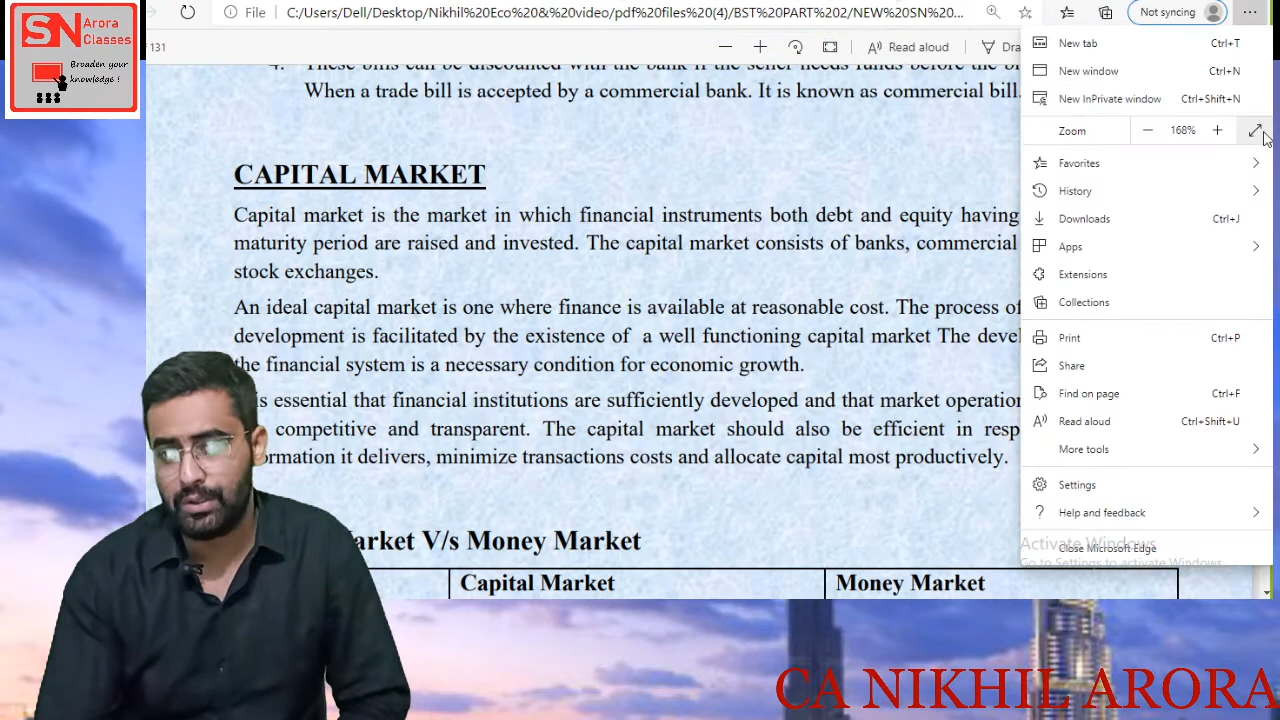 SN Arora
Classes
Broaden your
knowledge !
File
C:/Users/Dell/Desktop/Nikhil%20Eco%20&%20video/pdf%20files%20(4)/BST%20PART%202/NEW%20SN%20...
Not syncing
131
Read aloud
4. These bills can be discounted with the bank if the seller needs funds before the
When a trade bill is accepted by a commercial bank. It is known as commercial bill.
CAPITAL MARKET
Capital market is the market in which financial instruments both debt and equity having
maturity period are raised and invested. The capital market consists of banks, commercial
stock exchanges.
An ideal capital market is one where finance is available at reasonable cost. The process of
development is facilitated by the existence of a well functioning capital market The
the financial system is a necessary condition for economic growth.
is essential that financial institutions are sufficiently developed and that market
competitive and transparent. The capital market should also be efficient in
it delivers, minimize transactions costs and allocate capital most productively.
Market V/s Money Market
Capital Market
Money Market
New tab Ctrl+T
New window Ctrl+N
New InPrivate window Ctrl+Shift+N
Zoom − 168% +
Favorites
History
Downloads Ctrl+J
Apps
Extensions
Collections
Print Ctrl+P
Share
Find on page Ctrl+F
Read aloud Ctrl+Shift+U
More tools
Settings
Help and feedback
Close Microsoft Edge
Activate Windows
Go to Settings to activate Windows.
CA NIKHIL ARORA